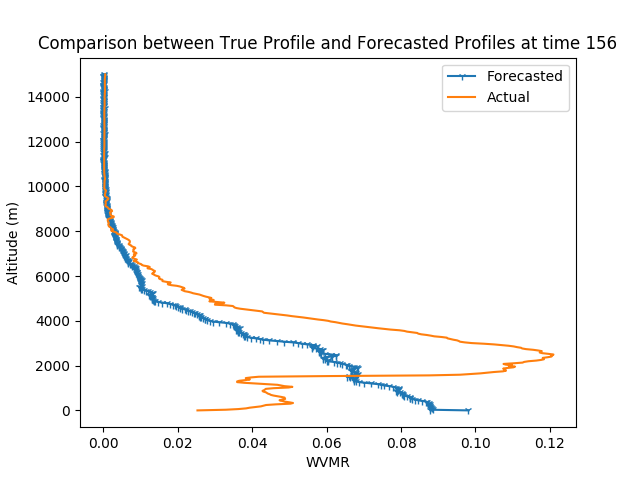 Comparison between True Profile and Forecasted Profiles at time 156
Forecasted
Actual
14000
12000
10000
8000
6000
4000
2000
0
Altitude (m)
0.00 0.02 0.04 0.06 0.08 0.10 0.12
WVMR